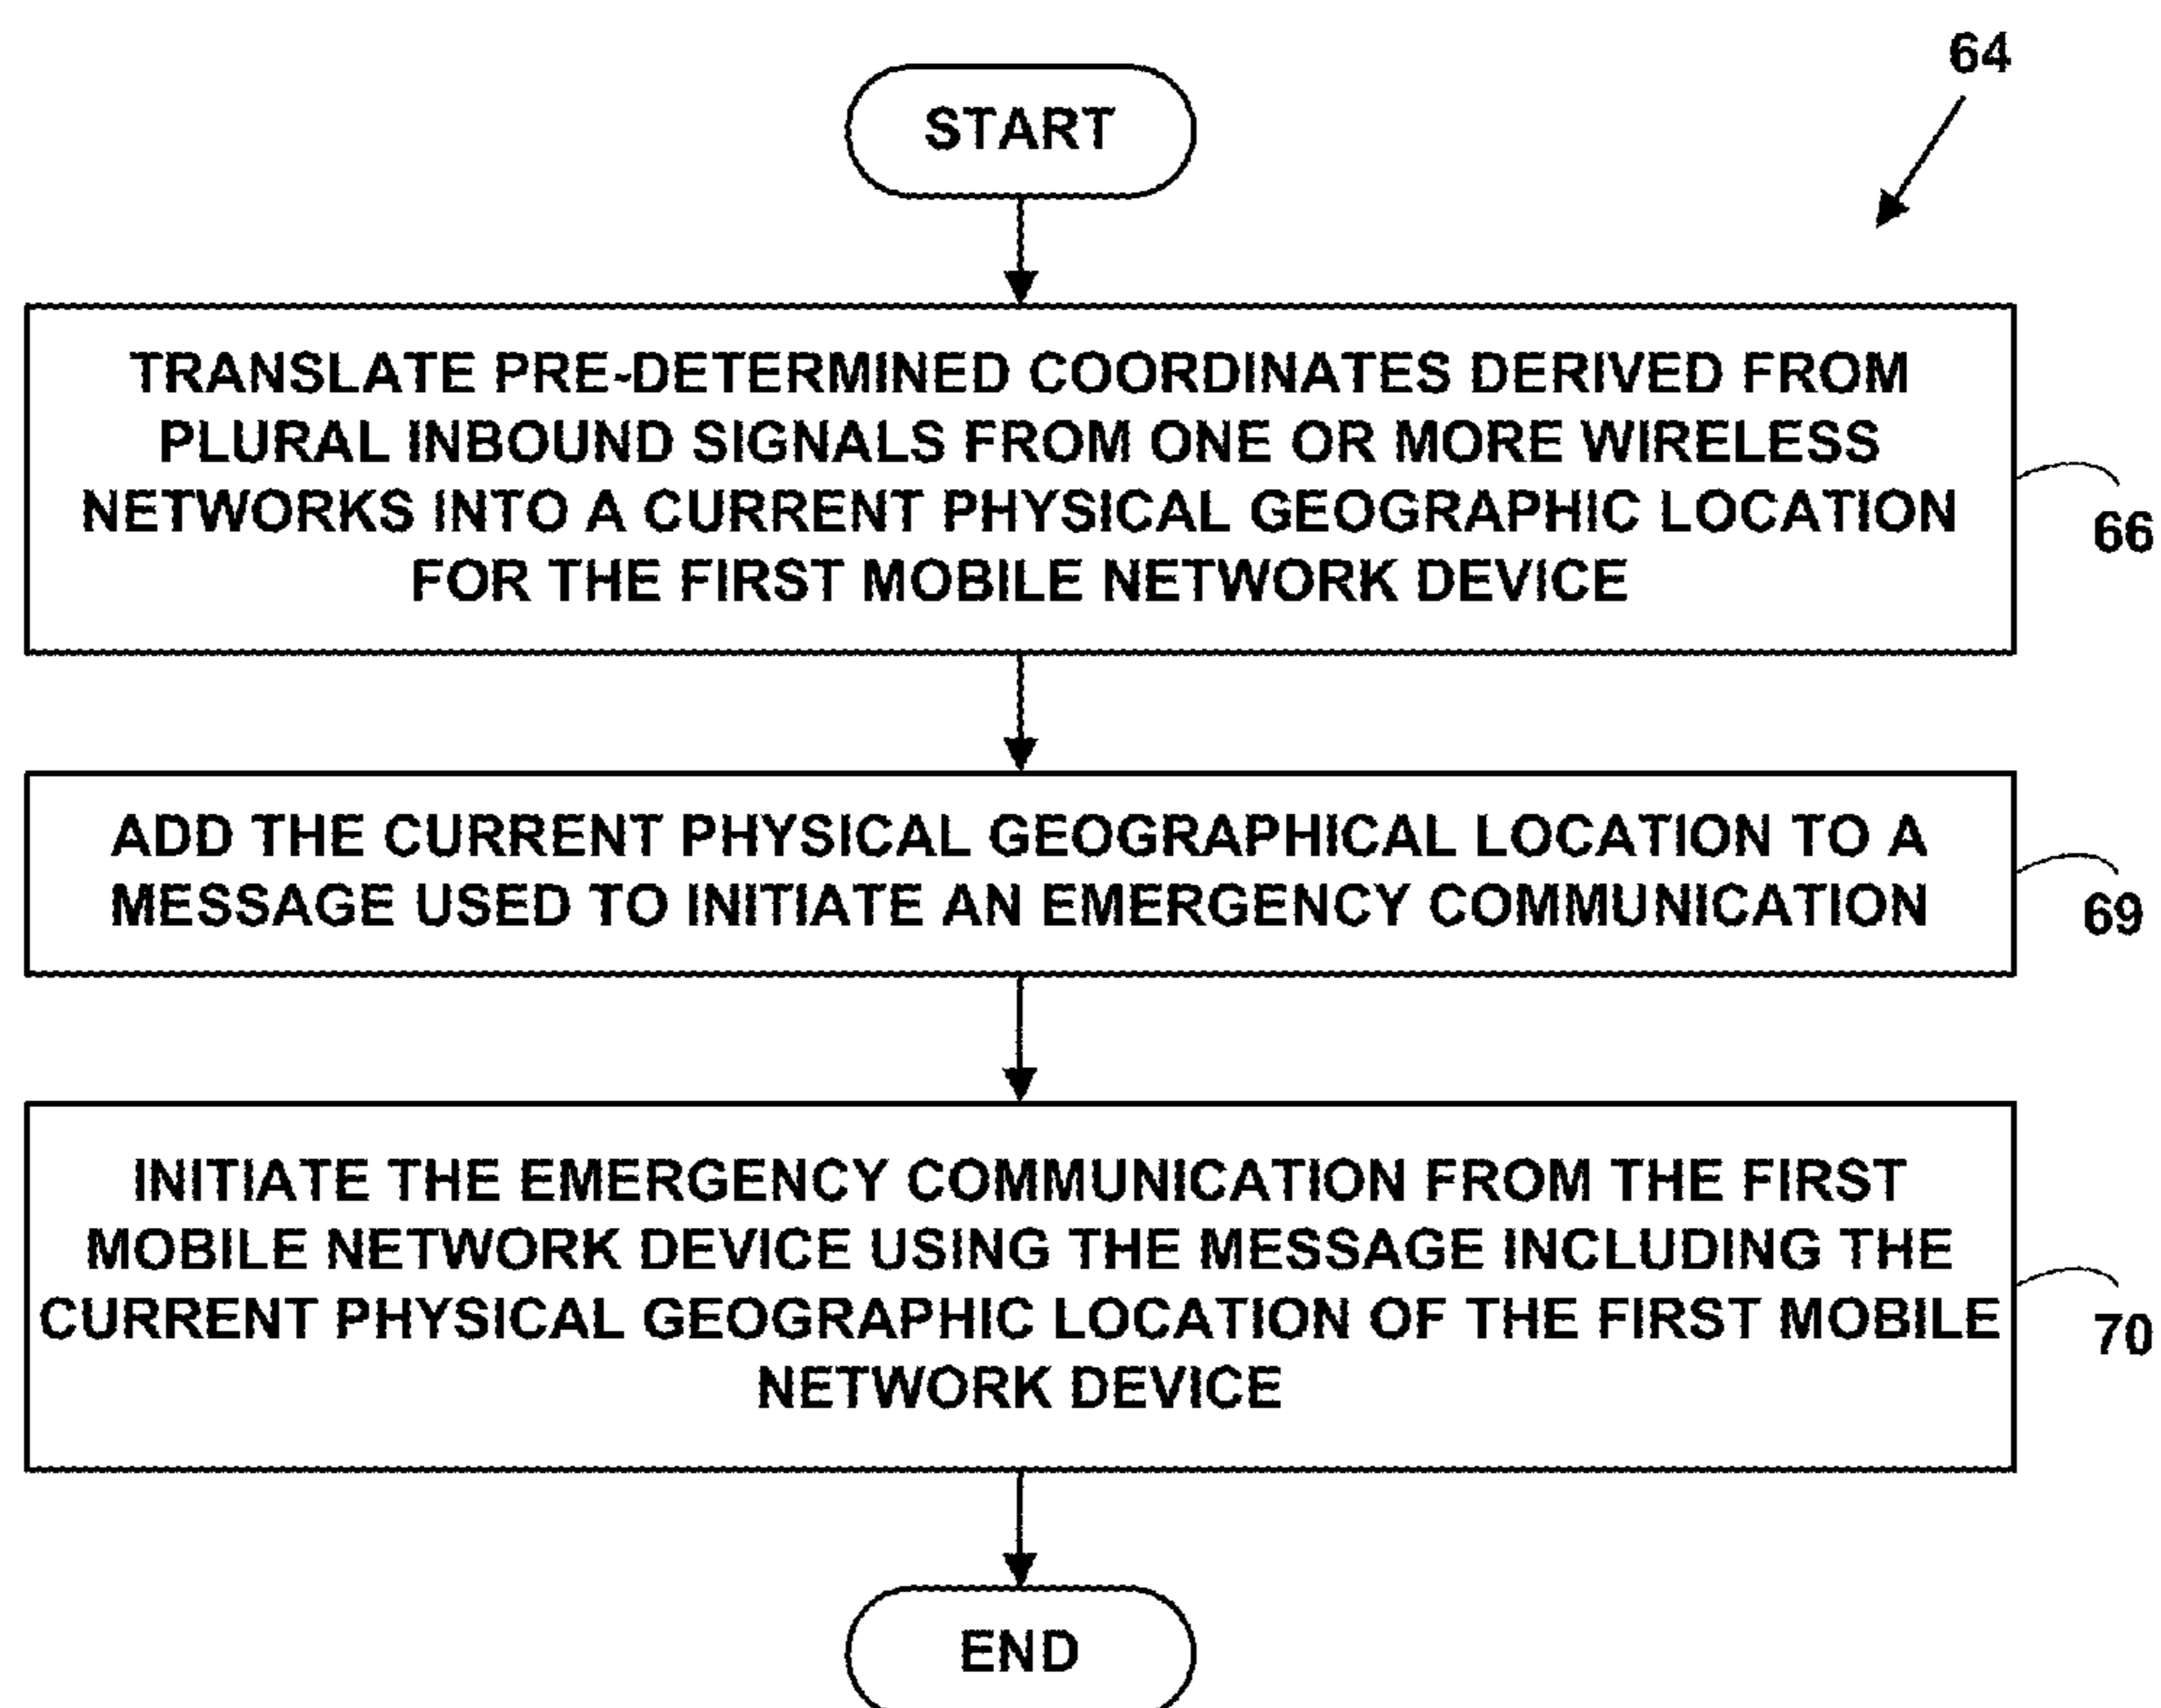 64
START
TRANSLATE PRE-DETERMINED COORDINATES DERIVED FROM
PLURAL INBOUND SIGNALS FROM ONE OR MORE WIRELESS
NETWORKS INTO A CURRENT PHYSICAL GEOGRAPHIC LOCATION
FOR THE FIRST MOBILE NETWORK DEVICE
66
ADD THE CURRENT PHYSICAL GEOGRAPHICAL LOCATION TO A
MESSAGE USED TO INITIATE AN EMERGENCY COMMUNICATION
69
INITIATE THE EMERGENCY COMMUNICATION FROM THE FIRST
MOBILE NETWORK DEVICE USING THE MESSAGE INCLUDING THE
CURRENT PHYSICAL GEOGRAPHIC LOCATION OF THE FIRST MOBILE
NETWORK DEVICE
70
END